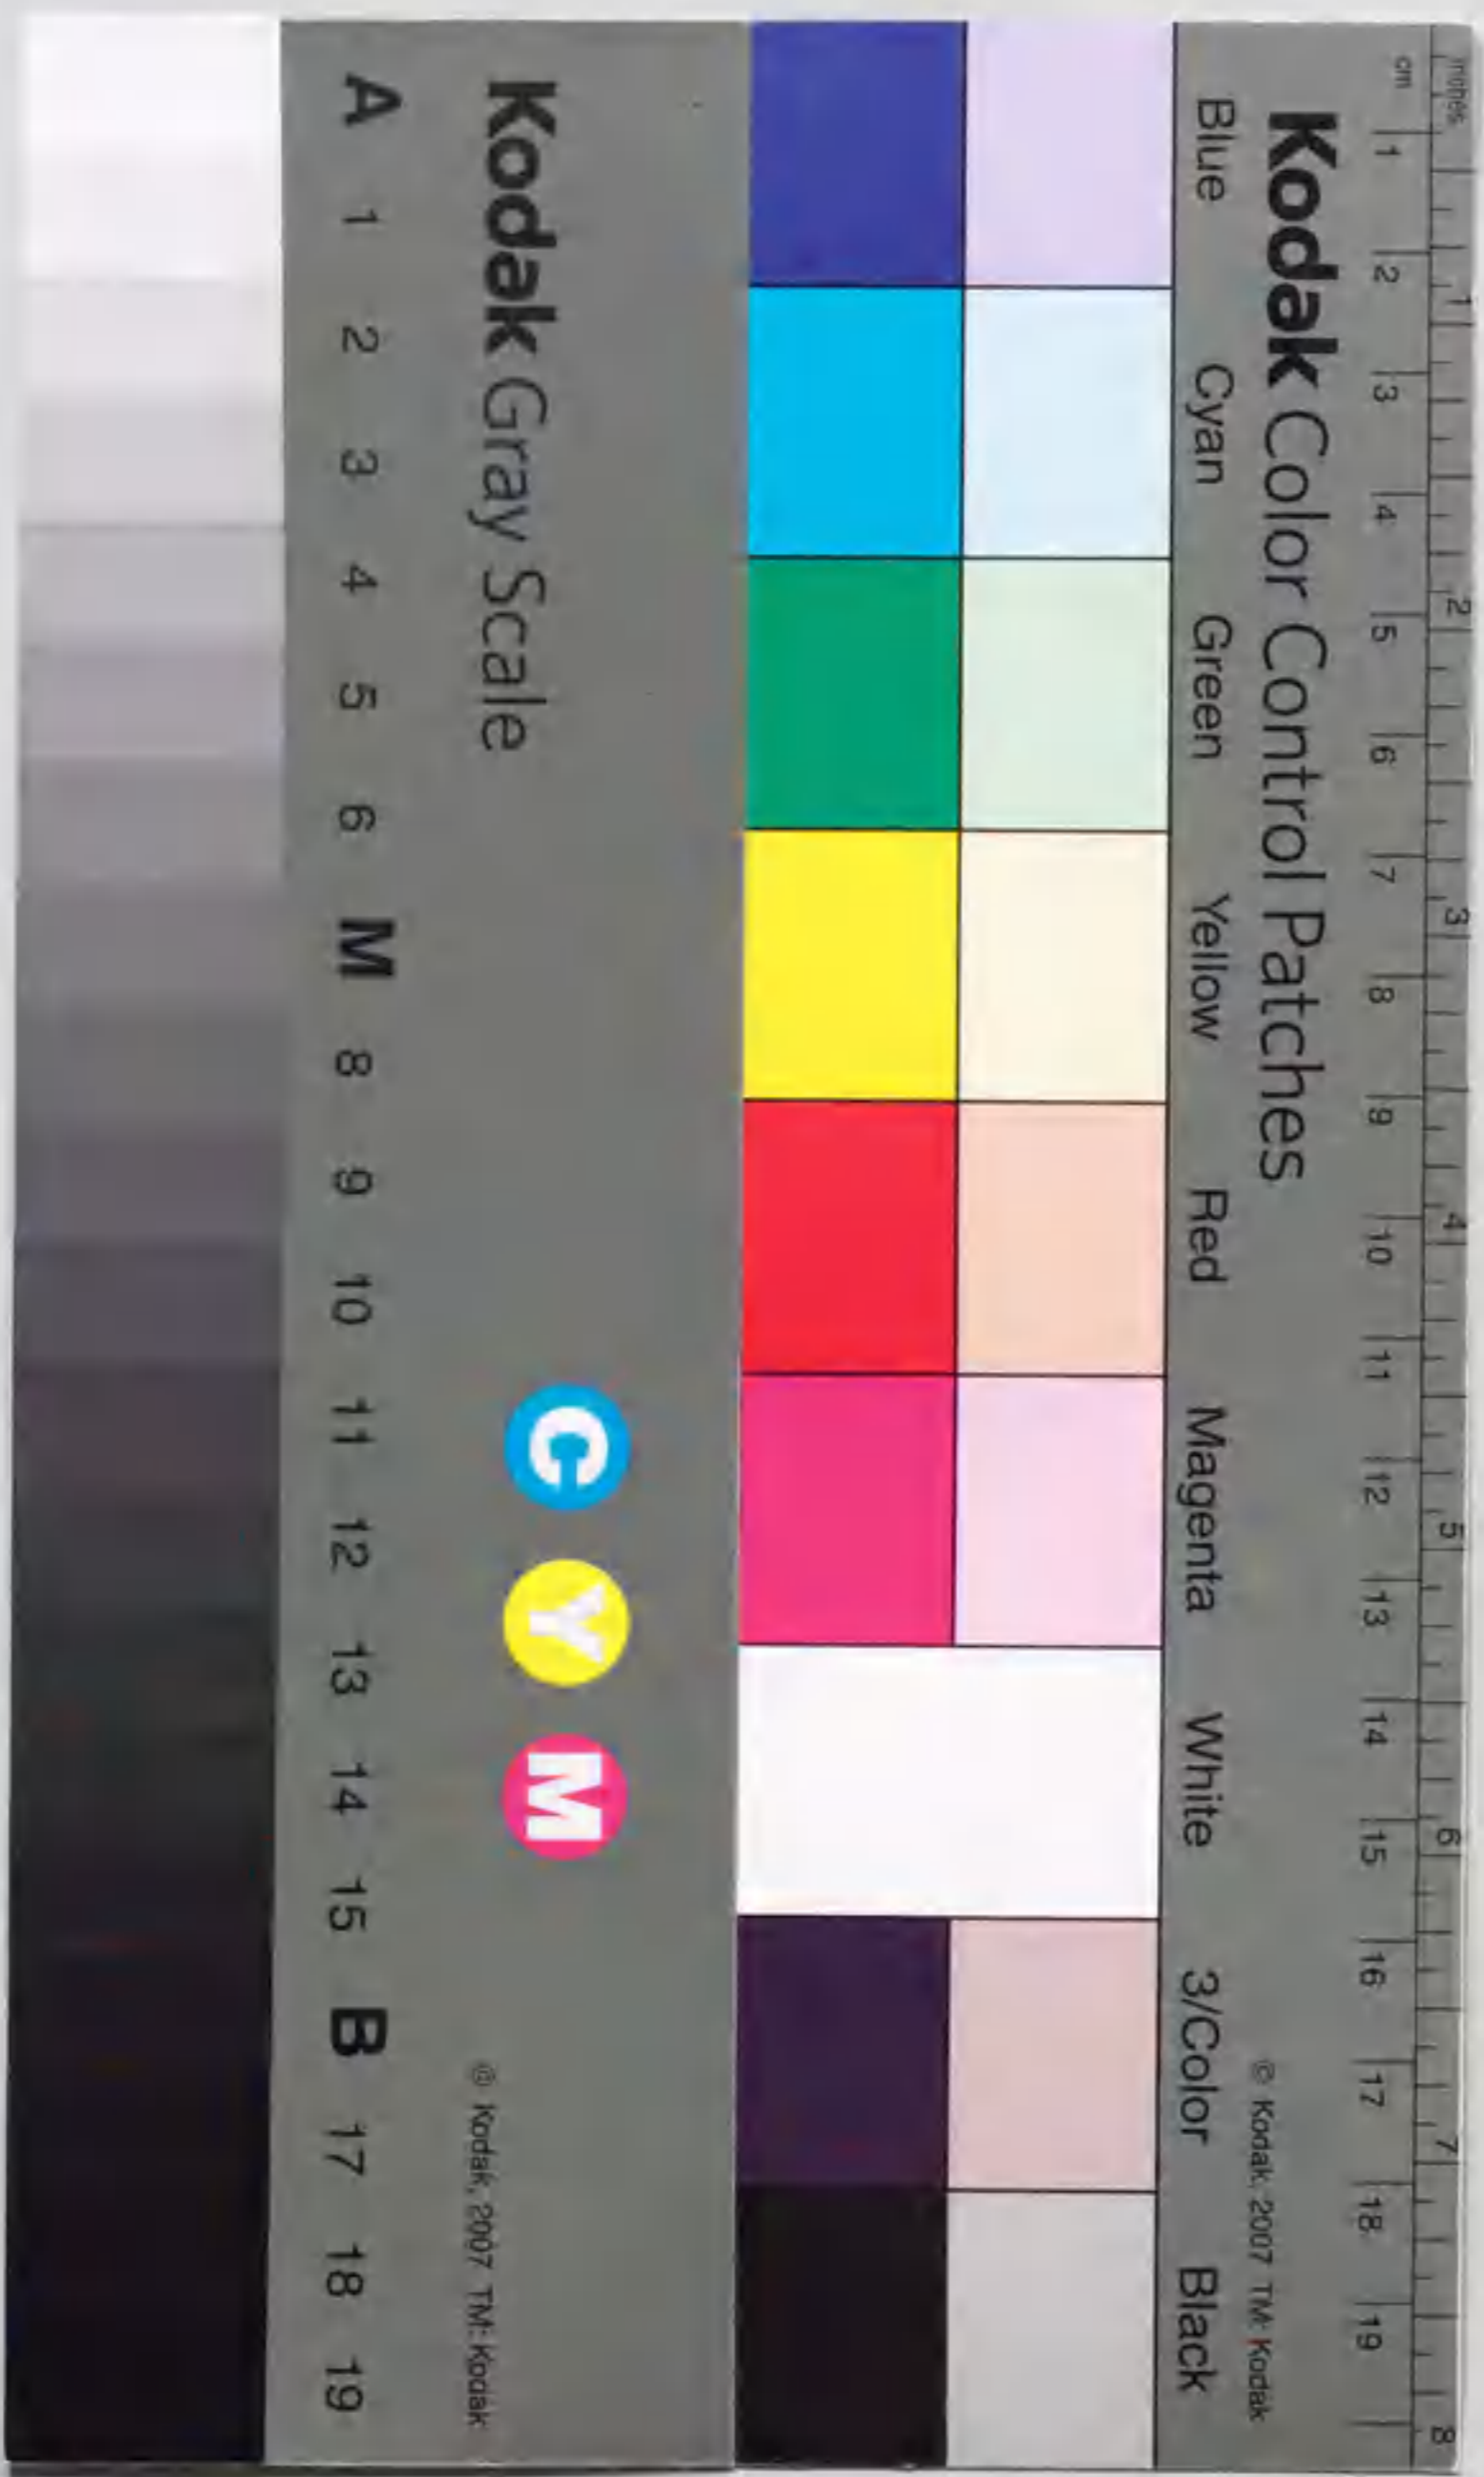 inches 1 2 3 4 5 6 7 8
cm 1 2 3 4 5 6 7 8 9 10 11 12 13 14 15 16 17 18 19
Kodak Color Control Patches
© Kodak, 2007 TM: Kodak
Blue Cyan Green Yellow Red Magenta White 3/Color Black
Kodak Gray Scale
C Y M
© Kodak, 2007 TM: Kodak
A 1 2 3 4 5 6 M 8 9 10 11 12 13 14 15 B 17 18 19